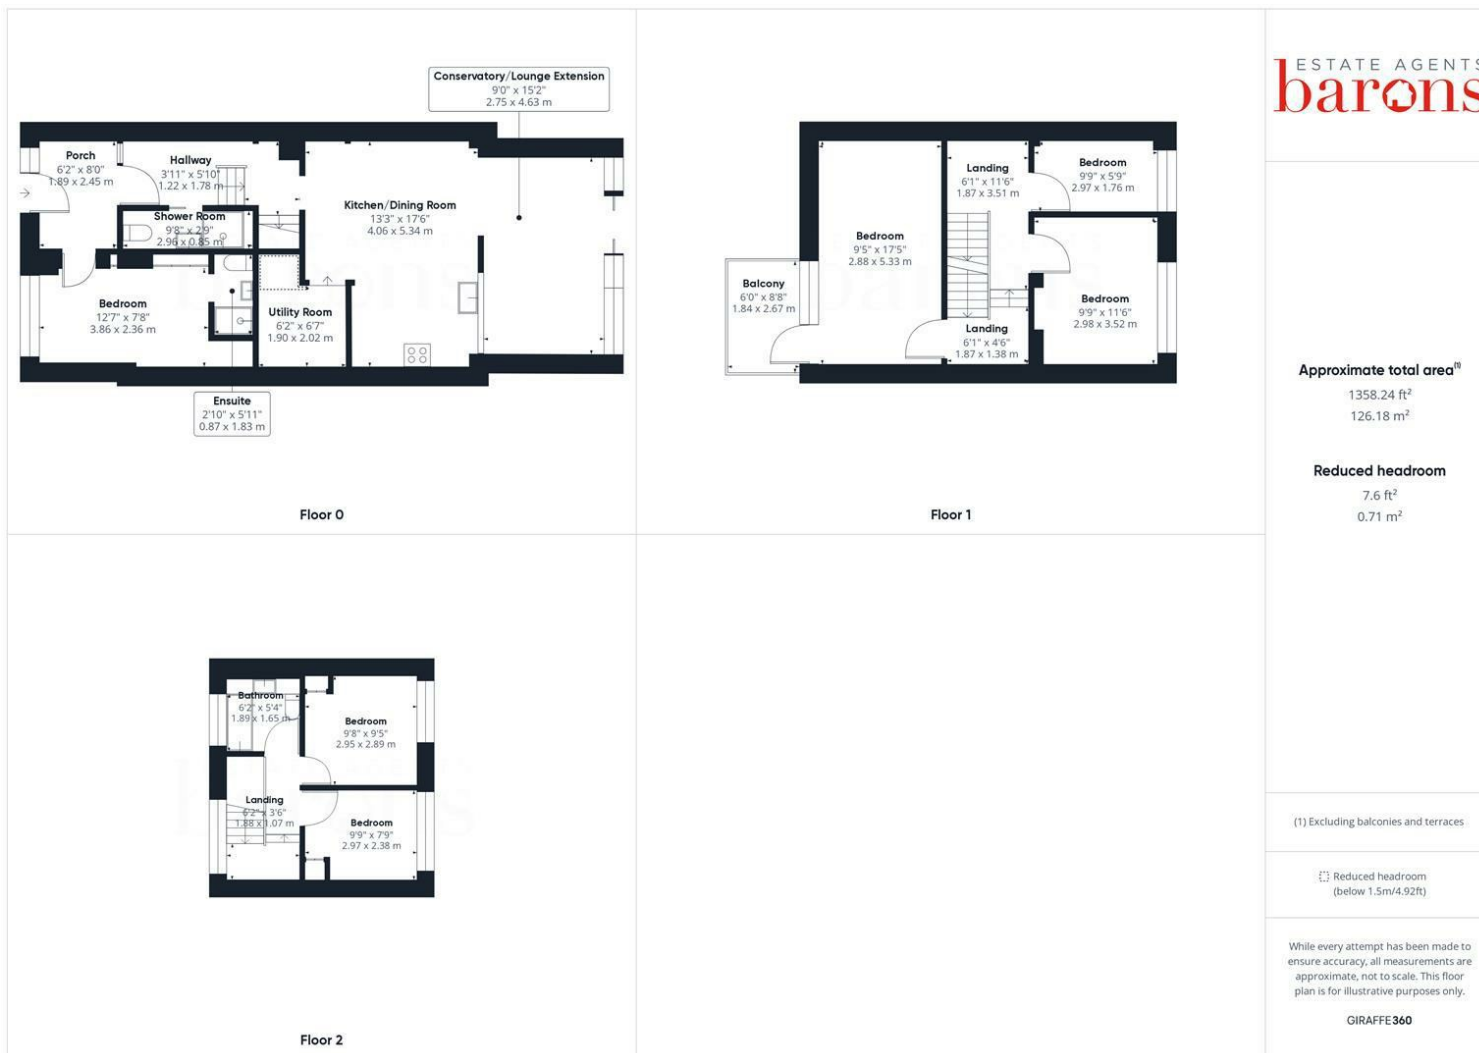 Conservatory/Lounge Extension
9'0" x 15'2"
2.75 x 4.63 m
Porch
6'2" x 8'0"
1.89 x 2.45 m
Hallway
3'11" x 5'10"
1.22 x 1.78 m
Shower Room
9'8" x 2'9"
2.96 x 0.85 m
Kitchen/Dining Room
13'3" x 17'6"
4.06 x 5.34 m
Bedroom
12'7" x 7'8"
3.86 x 2.36 m
Utility Room
6'2" x 6'7"
1.90 x 2.02 m
Ensuite
2'10" x 5'11"
0.87 x 1.83 m
Floor 0
Landing
6'1" x 11'6"
1.87 x 3.51 m
Bedroom
9'9" x 5'9"
2.97 x 1.76 m
Bedroom
9'5" x 17'5"
2.88 x 5.33 m
Balcony
6'0" x 8'8"
1.84 x 2.67 m
Bedroom
9'9" x 11'6"
2.98 x 3.52 m
Landing
6'1" x 4'6"
1.87 x 1.38 m
Floor 1
Bathroom
6'2" x 5'4"
1.89 x 1.65 m
Bedroom
9'8" x 9'5"
2.95 x 2.89 m
Landing
6'2" x 3'6"
1.88 x 1.07 m
Bedroom
9'9" x 7'9"
2.97 x 2.38 m
Floor 2
ESTATE AGENTS
barons
Approximate total area(1)
1358.24 ft²
126.18 m²
Reduced headroom
7.6 ft²
0.71 m²
(1) Excluding balconies and terraces
Reduced headroom
(below 1.5m/4.92ft)
While every attempt has been made to
ensure accuracy, all measurements are
approximate, not to scale. This floor
plan is for illustrative purposes only.
GIRAFFE360